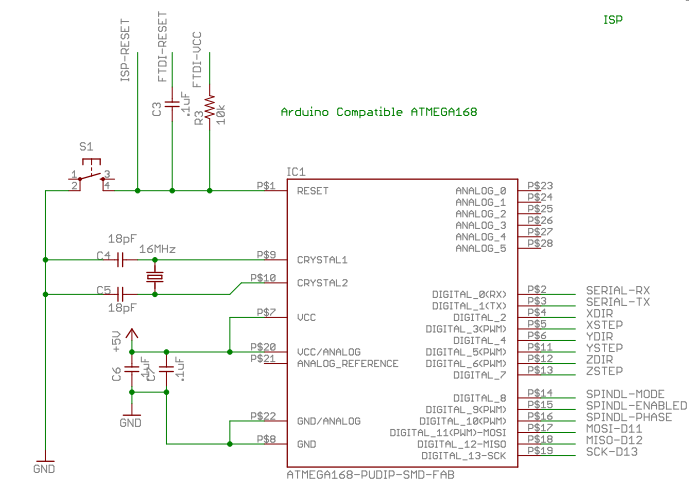 ISP
ISP-RESET
FTDI-RESET
FTDI-VCC
C3
.1uF
R3
10k
Arduino Compatible ATMEGA168
S1
1
3
2
4
IC1
P$1
RESET
ANALOG_0
P$23
ANALOG_1
P$24
ANALOG_2
P$25
ANALOG_3
P$26
ANALOG_4
P$27
ANALOG_5
P$28
18pF
16MHz
C4
P$9
CRYSTAL1
P$10
CRYSTAL2
C5
18pF
DIGITAL_0(RX)
P$2
SERIAL-RX
DIGITAL_1(TX)
P$3
SERIAL-TX
P$7
VCC
DIGITAL_2
P$4
XDIR
DIGITAL_3(PWM)
P$5
XSTEP
DIGITAL_4
P$6
YDIR
+5V
P$20
VCC/ANALOG
DIGITAL_5(PWM)
P$11
YSTEP
P$21
ANALOG_REFERENCE
DIGITAL_6(PWM)
P$12
ZDIR
DIGITAL_7
P$13
ZSTEP
C6
.1uF
.1uF
DIGITAL_8
P$14
SPINDL-MODE
DIGITAL_9(PWM)
P$15
SPINDL-ENABLED
GND
P$22
GND/ANALOG
DIGITAL_10(PWM)
P$16
SPINDL-PHASE
DIGITAL_11(PWM)-MOSI
P$17
MOSI-D11
P$8
GND
DIGITAL_12-MISO
P$18
MISO-D12
DIGITAL_13-SCK
P$19
SCK-D13
GND
ATMEGA168-PUDIP-SMD-FAB